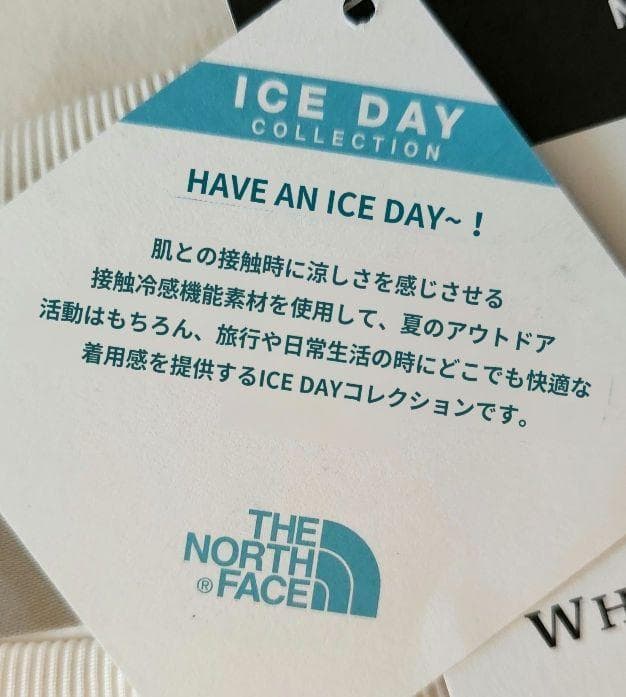 ICE DAY
COLLECTION
HAVE AN ICE DAY~！
肌との接触時に涼しさを感じさせる
接触冷感機能素材を使用して、夏のアウトドア
活動はもちろん、旅行や日常生活の時にどこでも快適な
着用感を提供するICE DAYコレクションです。
THE
NORTH
® FACE
WH